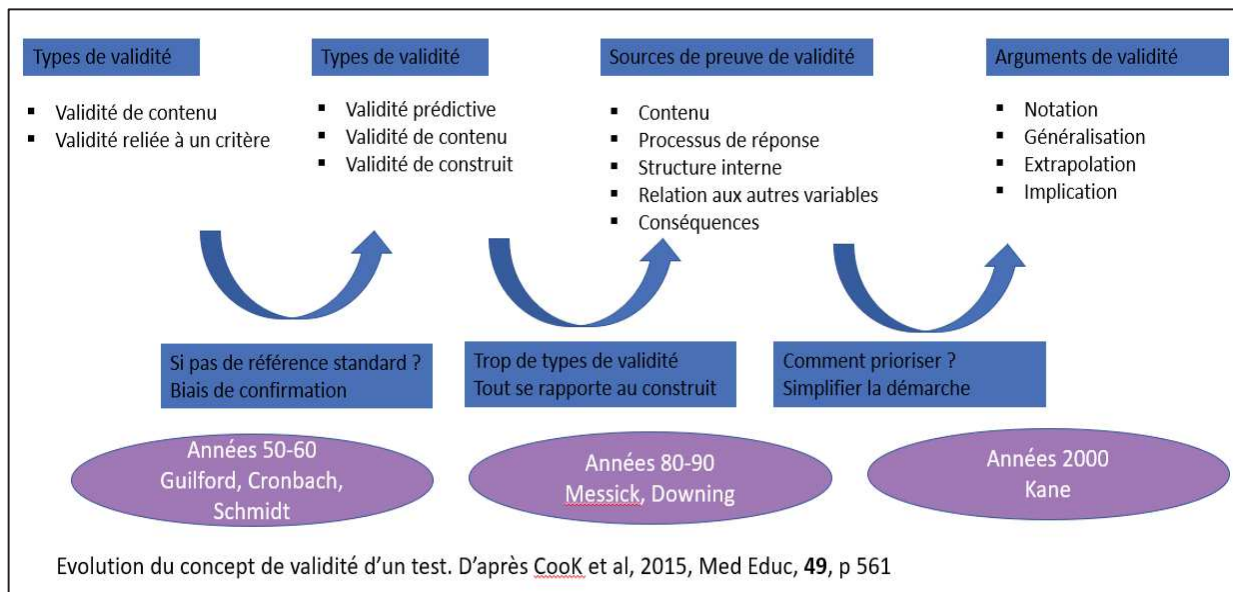 Types de validité
▪ Validité de contenu
▪ Validité reliée à un critère
Types de validité
▪ Validité prédictive
▪ Validité de contenu
▪ Validité de construit
Sources de preuve de validité
▪ Contenu
▪ Processus de réponse
▪ Structure interne
▪ Relation aux autres variables
▪ Conséquences
Arguments de validité
▪ Notation
▪ Généralisation
▪ Extrapolation
▪ Implication
Si pas de référence standard ?
Biais de confirmation
Trop de types de validité
Tout se rapporte au construit
Comment prioriser ?
Simplifier la démarche
Années 50-60
Guilford, Cronbach,
Schmidt
Années 80-90
Messick, Downing
Années 2000
Kane
Evolution du concept de validité d’un test. D’après CooK et al, 2015, Med Educ, 49, p 561